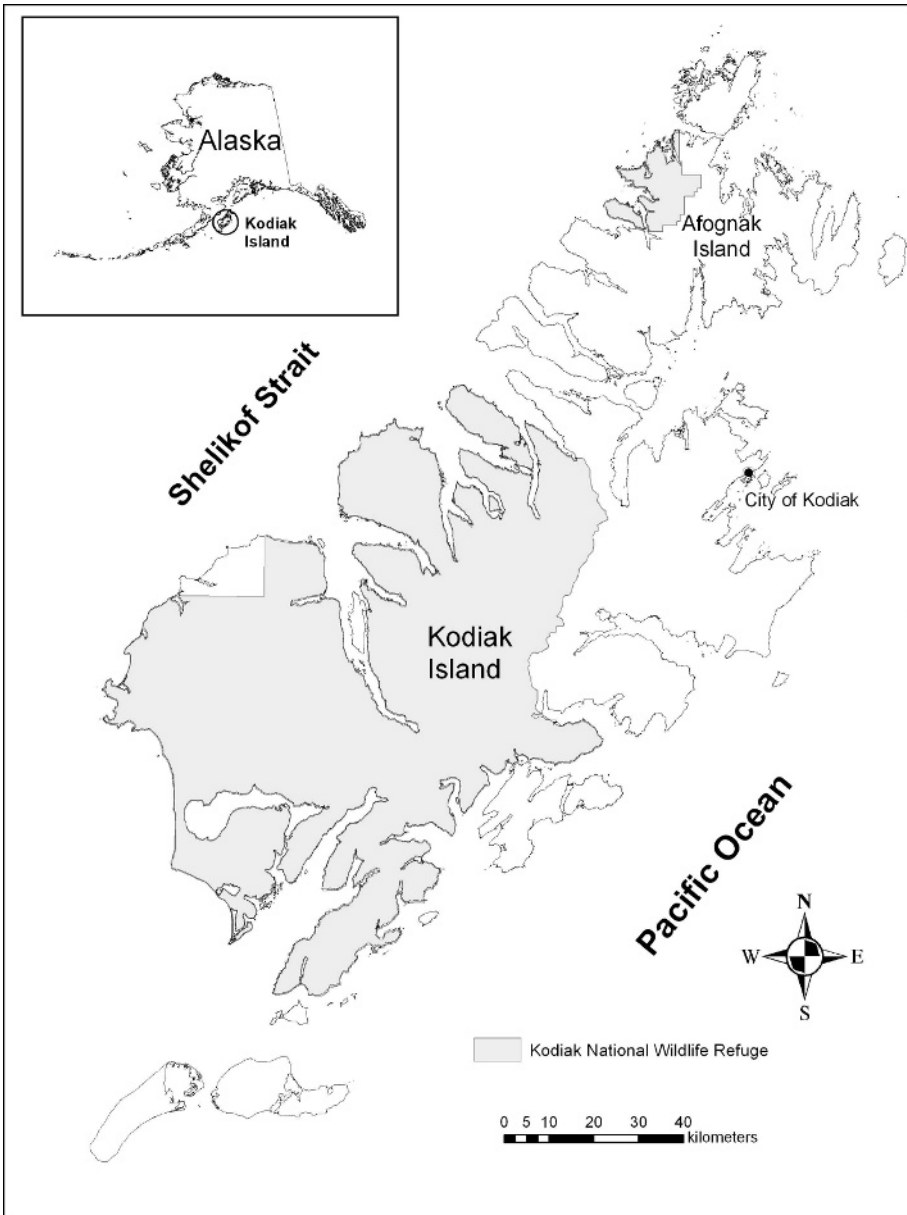 Alaska
Kodiak
Island
Afognak
Island
Shelikof Strait
City of Kodiak
Kodiak
Island
Pacific Ocean
N
W E
S
Kodiak National Wildlife Refuge
0 5 10 20 30 40
kilometers